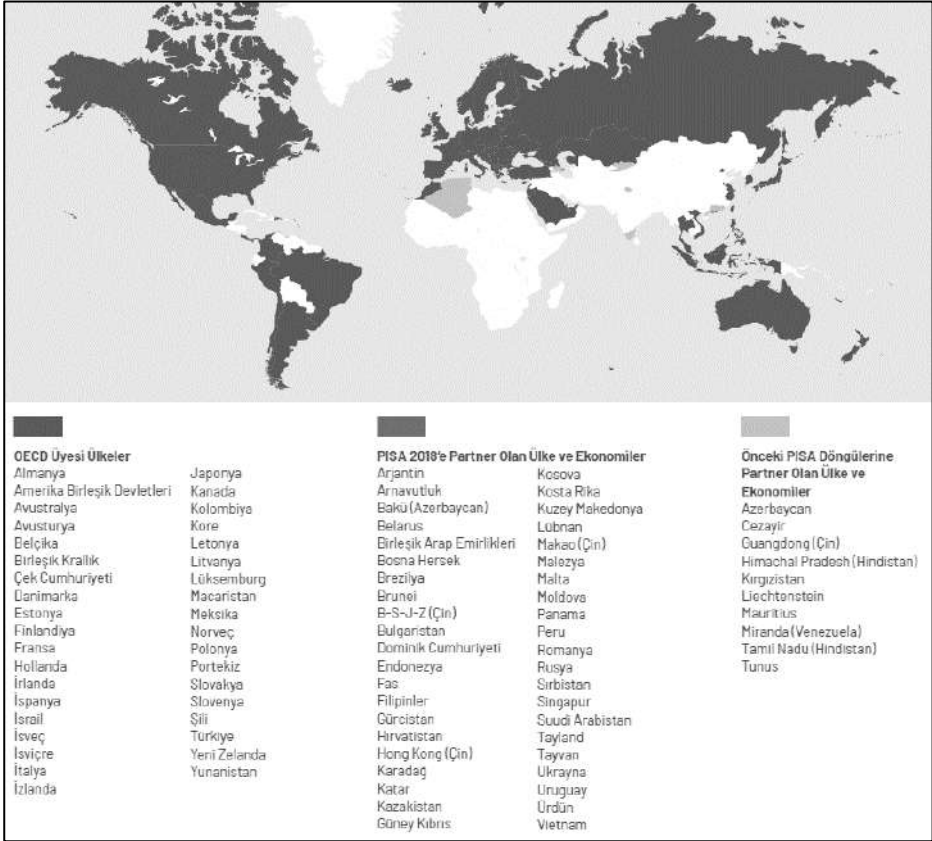 OECD Üyesi Ülkeler
Almanya
Amerika Birleşik Devletleri
Avustralya
Avusturya
Belçika
Birleşik Krallık
Çek Cumhuriyeti
Danimarka
Estonya
Finlandiya
Fransa
Hollanda
İrlanda
İspanya
İsrail
İsveç
İsviçre
İtalya
İzlanda
Japonya
Kanada
Kolombiya
Kore
Letonya
Litvanya
Lüksemburg
Macaristan
Meksika
Norveç
Polonya
Portekiz
Slovakya
Slovenya
Şili
Türkiye
Yeni Zelanda
Yunanistan
PISA 2018'e Partner Olan Ülke ve Ekonomiler
Arjantin
Arnavutluk
Bakü (Azerbaycan)
Belarus
Birleşik Arap Emirlikleri
Bosna Hersek
Brezilya
Brunei
B-S-J-Z (Çin)
Bulgaristan
Dominik Cumhuriyeti
Endonezya
Fas
Filipinler
Gürcistan
Hırvatistan
Hong Kong (Çin)
Karadağ
Katar
Kazakistan
Güney Kıbrıs
Kosova
Kosta Rika
Kuzey Makedonya
Lübnan
Makao (Çin)
Malezya
Malta
Moldova
Panama
Peru
Romanya
Rusya
Sırbistan
Singapur
Suudi Arabistan
Tayland
Tayvan
Ukrayna
Uruguay
Ürdün
Vietnam
Önceki PISA Döngülerine
Partner Olan Ülke ve
Ekonomiler
Azerbaycan
Cezayir
Guangdong (Çin)
Himachal Pradesh (Hindistan)
Kırgızistan
Liechtenstein
Mauritius
Miranda (Venezuela)
Tamil Nadu (Hindistan)
Tunus